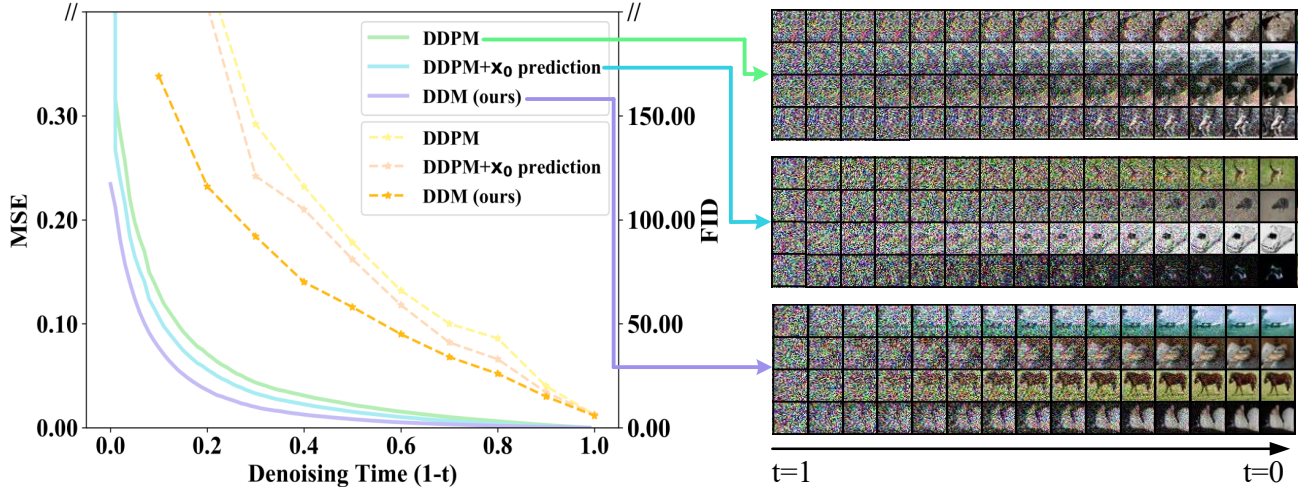 // //
DDPM
DDPM+x₀ prediction
DDM (ours)
DDPM
DDPM+x₀ prediction
DDM (ours)
MSE
0.30
0.20
0.10
0.00
FID
150.00
100.00
50.00
0.00
0.0 0.2 0.4 0.6 0.8 1.0
Denoising Time (1-t)
t=1 t=0